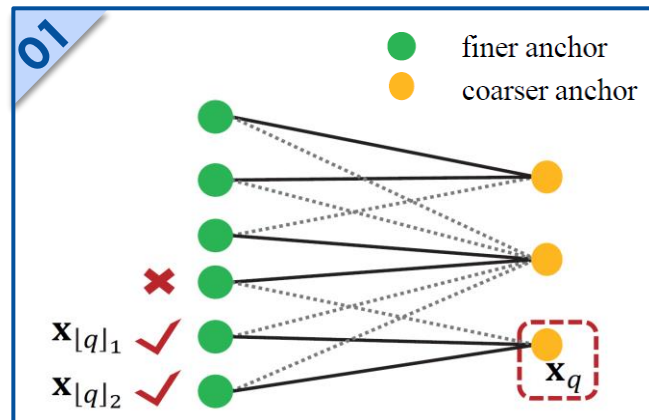 01
finer anchor
coarser anchor
𝐱⌊𝑞⌋₁
𝐱⌊𝑞⌋₂
𝐱𝑞